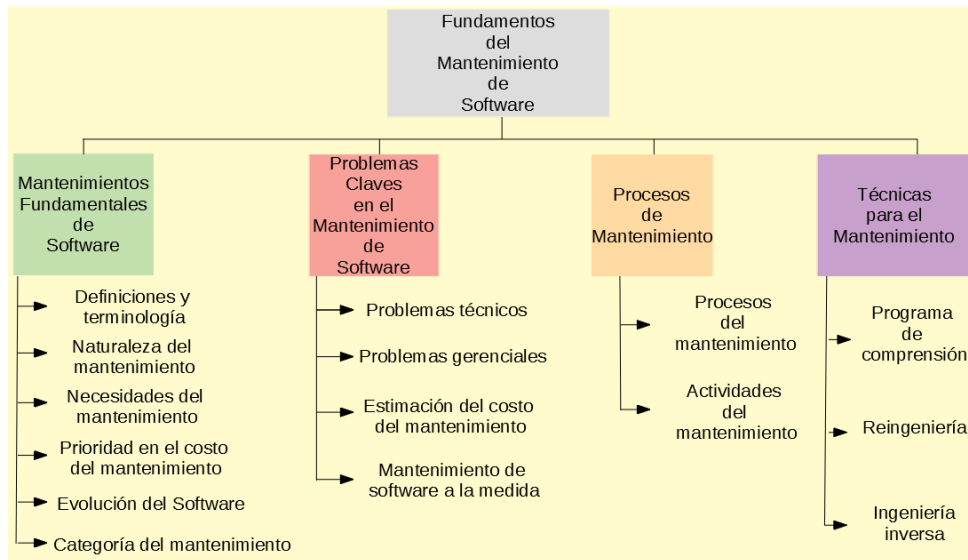 Fundamentos
del
Mantenimiento
de
Software
Mantenimientos
Fundamentales
de
Software
Definiciones y
terminología
Naturaleza del
mantenimiento
Necesidades del
mantenimiento
Prioridad en el costo
del mantenimiento
Evolución del Software
Categoría del mantenimiento
Problemas
Claves
en el
Mantenimiento
de
Software
Problemas técnicos
Problemas gerenciales
Estimación del costo
del mantenimiento
Mantenimiento de
software a la medida
Procesos
de
Mantenimiento
Procesos
del
mantenimiento
Actividades
del
mantenimiento
Técnicas
para el
Mantenimiento
Programa
de
comprensión
Reingeniería
Ingeniería
inversa